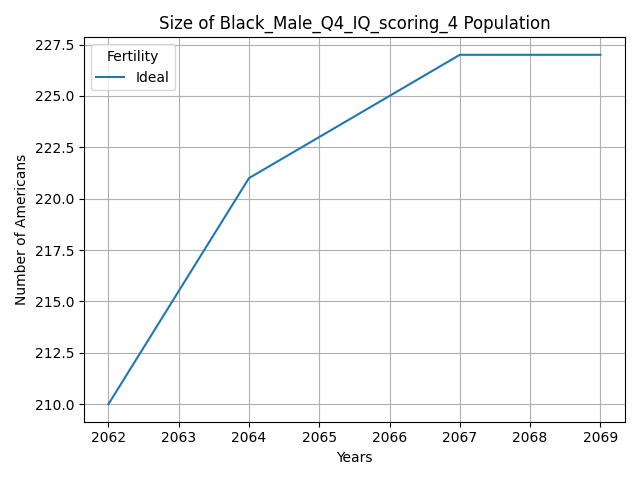 Size of Black_Male_Q4_IQ_scoring_4 Population
227.5
225.0
222.5
220.0
217.5
215.0
212.5
210.0
Number of Americans
Fertility
Ideal
2062 2063 2064 2065 2066 2067 2068 2069
Years